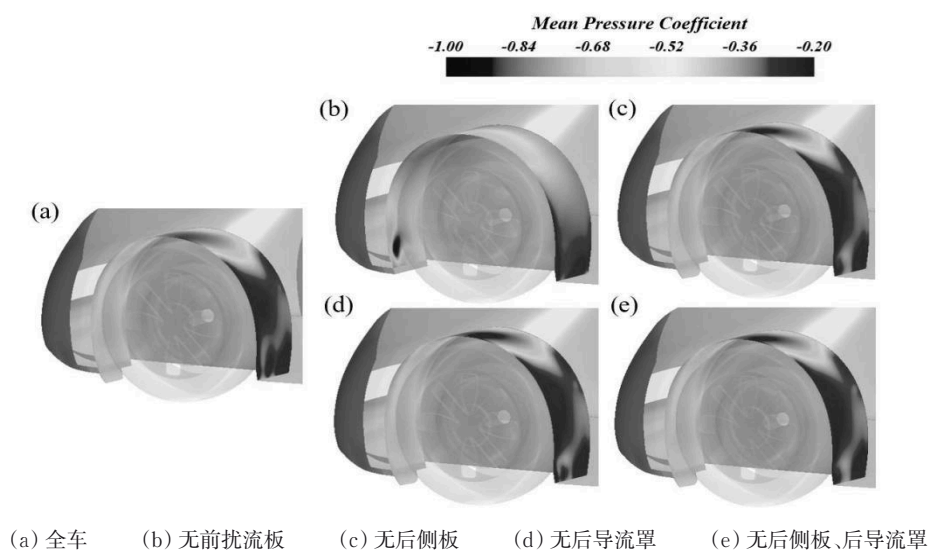 Mean Pressure Coefficient
-1.00 -0.84 -0.68 -0.52 -0.36 -0.20
(b) (c)
(a)
(d) (e)
(a) 全车 (b) 无前扰流板 (c) 无后侧板 (d) 无后导流罩 (e) 无后侧板、后导流罩